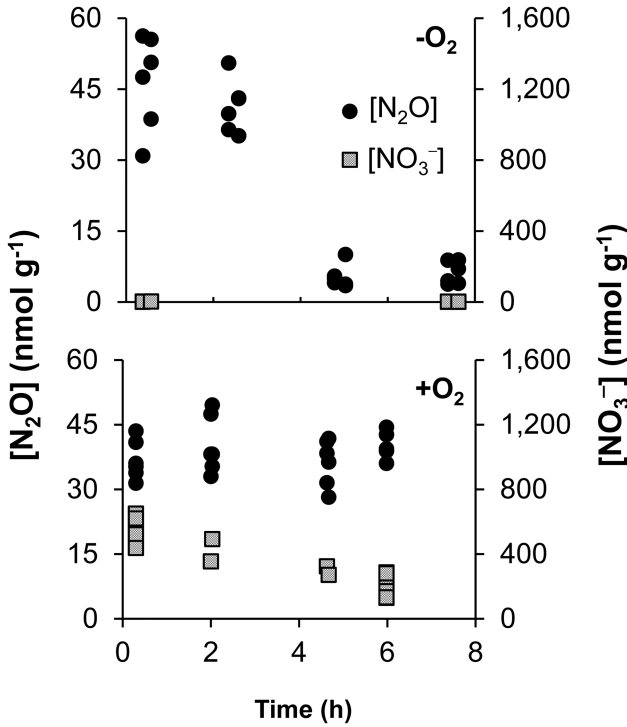 60 1,600
-O₂
45 1,200
[N₂O]
[NO₃⁻]
30 800
15 400
0 0
[N₂O] (nmol g⁻¹)
[NO₃⁻] (nmol g⁻¹)
60 1,600
+O₂
45 1,200
30 800
15 400
0 0
0 2 4 6 8
Time (h)